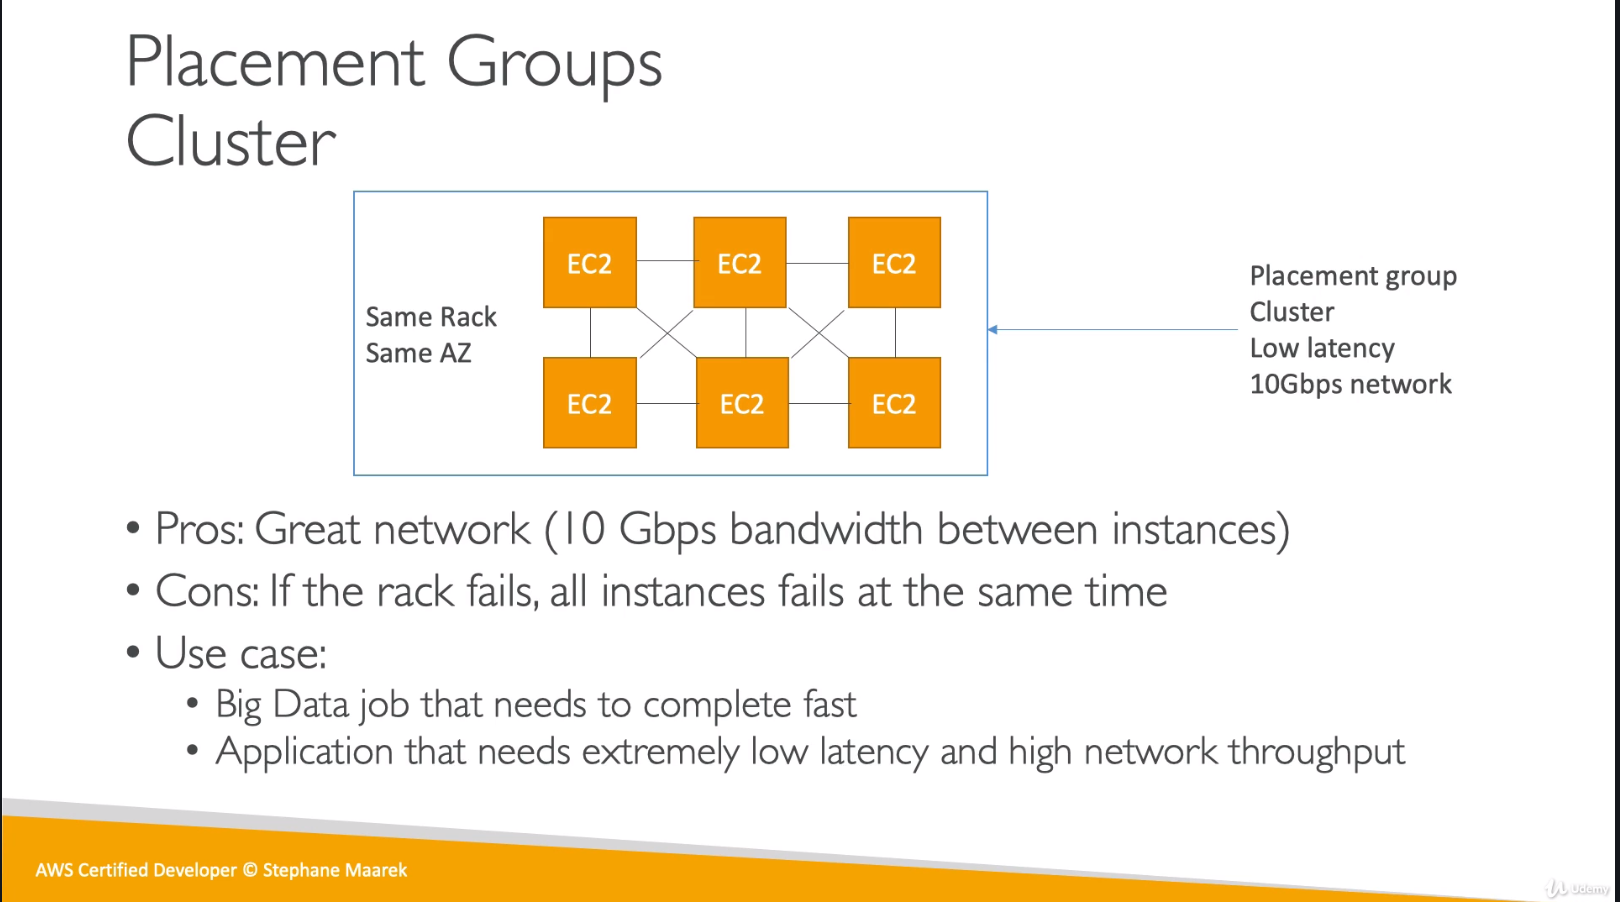 Placement Groups
Cluster
EC2 EC2 EC2
Same Rack
Same AZ
EC2 EC2 EC2
Placement group
Cluster
Low latency
10Gbps network
• Pros: Great network (10 Gbps bandwidth between instances)
• Cons: If the rack fails, all instances fails at the same time
• Use case:
• Big Data job that needs to complete fast
• Application that needs extremely low latency and high network throughput
AWS Certified Developer © Stephane Maarek
Udemy